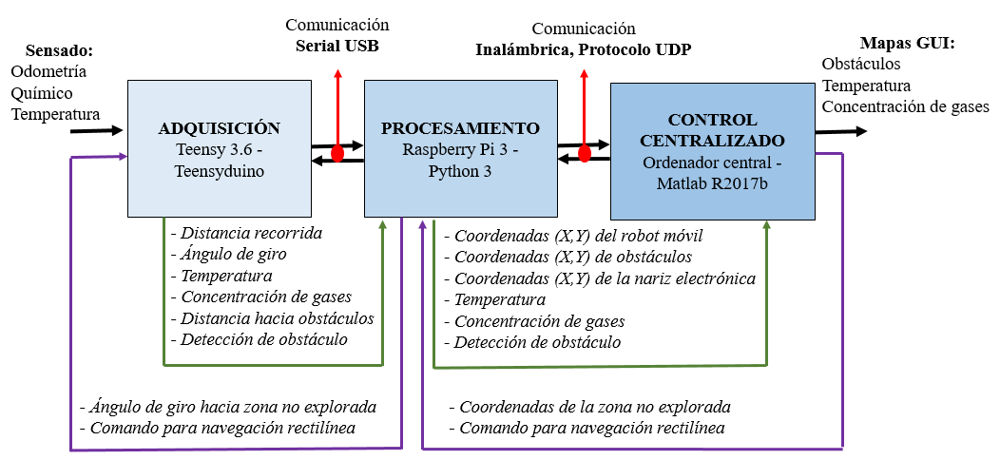 Comunicación
Serial USB
Comunicación
Inalámbrica, Protocolo UDP
Sensado:
Odometría
Químico
Temperatura
Mapas GUI:
Obstáculos
Temperatura
Concentración de gases
ADQUISICIÓN
Teensy 3.6 -
Teensyduino
PROCESAMIENTO
Raspberry Pi 3 -
Python 3
CONTROL
CENTRALIZADO
Ordenador central -
Matlab R2017b
- Distancia recorrida
- Ángulo de giro
- Temperatura
- Concentración de gases
- Distancia hacia obstáculos
- Detección de obstáculo
- Coordenadas (X,Y) del robot móvil
- Coordenadas (X,Y) de obstáculos
- Coordenadas (X,Y) de la nariz electrónica
- Temperatura
- Concentración de gases
- Detección de obstáculo
- Ángulo de giro hacia zona no explorada
- Comando para navegación rectilínea
- Coordenadas de la zona no explorada
- Comando para navegación rectilínea